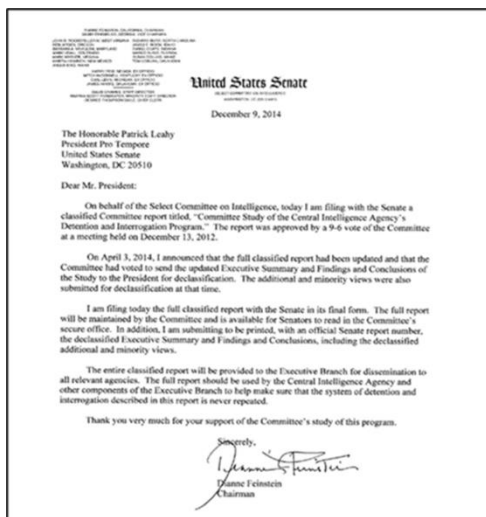 DIANNE FEINSTEIN, CALIFORNIA, CHAIRMAN
United States Senate
SELECT COMMITTEE ON INTELLIGENCE
December 9, 2014
The Honorable Patrick Leahy
President Pro Tempore
United States Senate
Washington, DC 20510
Dear Mr. President:
On behalf of the Select Committee on Intelligence, today I am filing with the Senate a
classified Committee report titled, "Committee Study of the Central Intelligence Agency's
Detention and Interrogation Program." The report was approved by a 9-6 vote of the Committee
at a meeting held on December 13, 2012.
On April 3, 2014, I announced that the full classified report had been updated and that the
Committee had voted to send the updated Executive Summary and Findings and Conclusions of
the Study to the President for declassification. The additional and minority views were also
submitted for declassification at that time.
I am filing today the full classified report with the Senate in its final form. The full report
will be maintained by the Committee and is available for Senators to read in the Committee's
secure office. In addition, I am submitting to be printed, with an official Senate report number,
the declassified Executive Summary and Findings and Conclusions, including the declassified
additional and minority views.
The entire classified report will be provided to the Executive Branch for dissemination to
all relevant agencies. The full report should be used by the Central Intelligence Agency and
other components of the Executive Branch to help make sure that the system of detention and
interrogation described in this report is never repeated.
Thank you very much for your support of the Committee's study of this program.
Sincerely,
Dianne Feinstein
Dianne Feinstein
Chairman